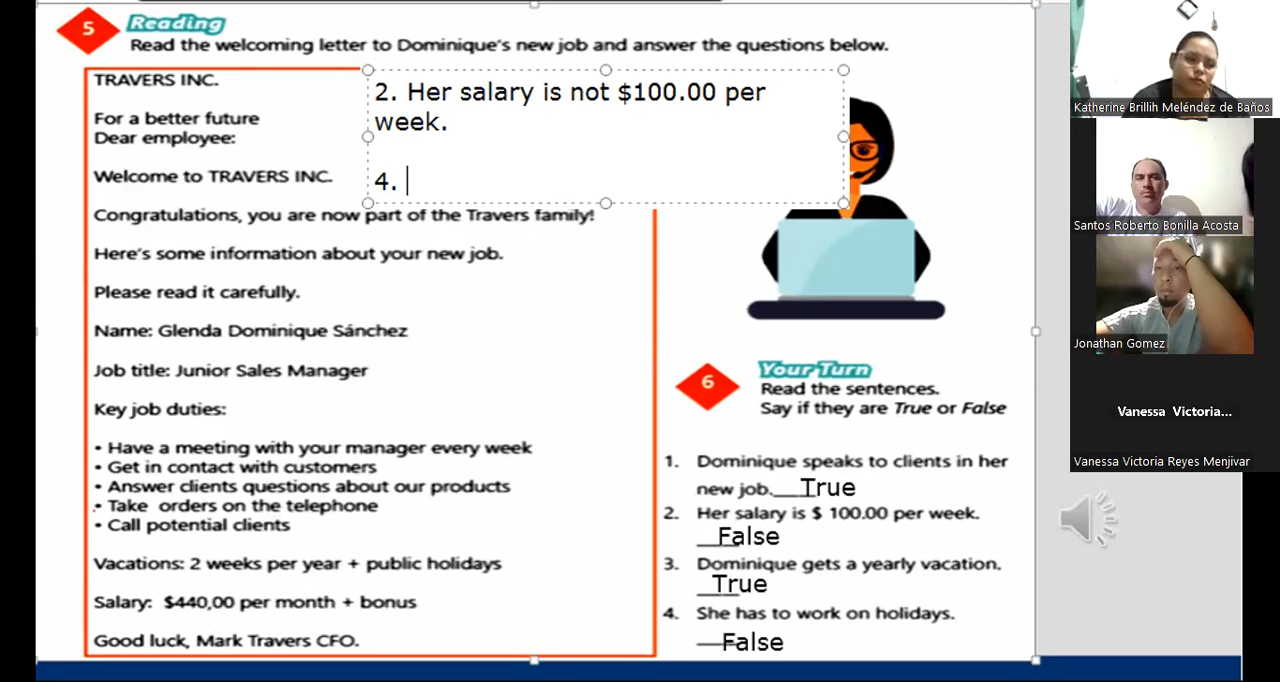 5
Reading
Read the welcoming letter to Dominique's new job and answer the questions below.
TRAVERS INC.
For a better future
Dear employee:
Welcome to TRAVERS INC.
Congratulations, you are now part of the Travers family!
Here's some information about your new job.
Please read it carefully.
Name: Glenda Dominique Sánchez
Job title: Junior Sales Manager
Key job duties:
• Have a meeting with your manager every week
• Get in contact with customers
• Answer clients questions about our products
• Take orders on the telephone
• Call potential clients
Vacations: 2 weeks per year + public holidays
Salary: $440,00 per month + bonus
Good luck, Mark Travers CFO.
2. Her salary is not $100.00 per
week.
4.
6
Your Turn
Read the sentences.
Say if they are True or False
1. Dominique speaks to clients in her
new job.____True
2. Her salary is $ 100.00 per week.
____False
3. Dominique gets a yearly vacation.
____True
4. She has to work on holidays.
____False
Katherine Brillih Meléndez de Baños
Santos Roberto Bonilla Acosta
Jonathan Gomez
Vanessa Victoria...
Vanessa Victoria Reyes Menjivar